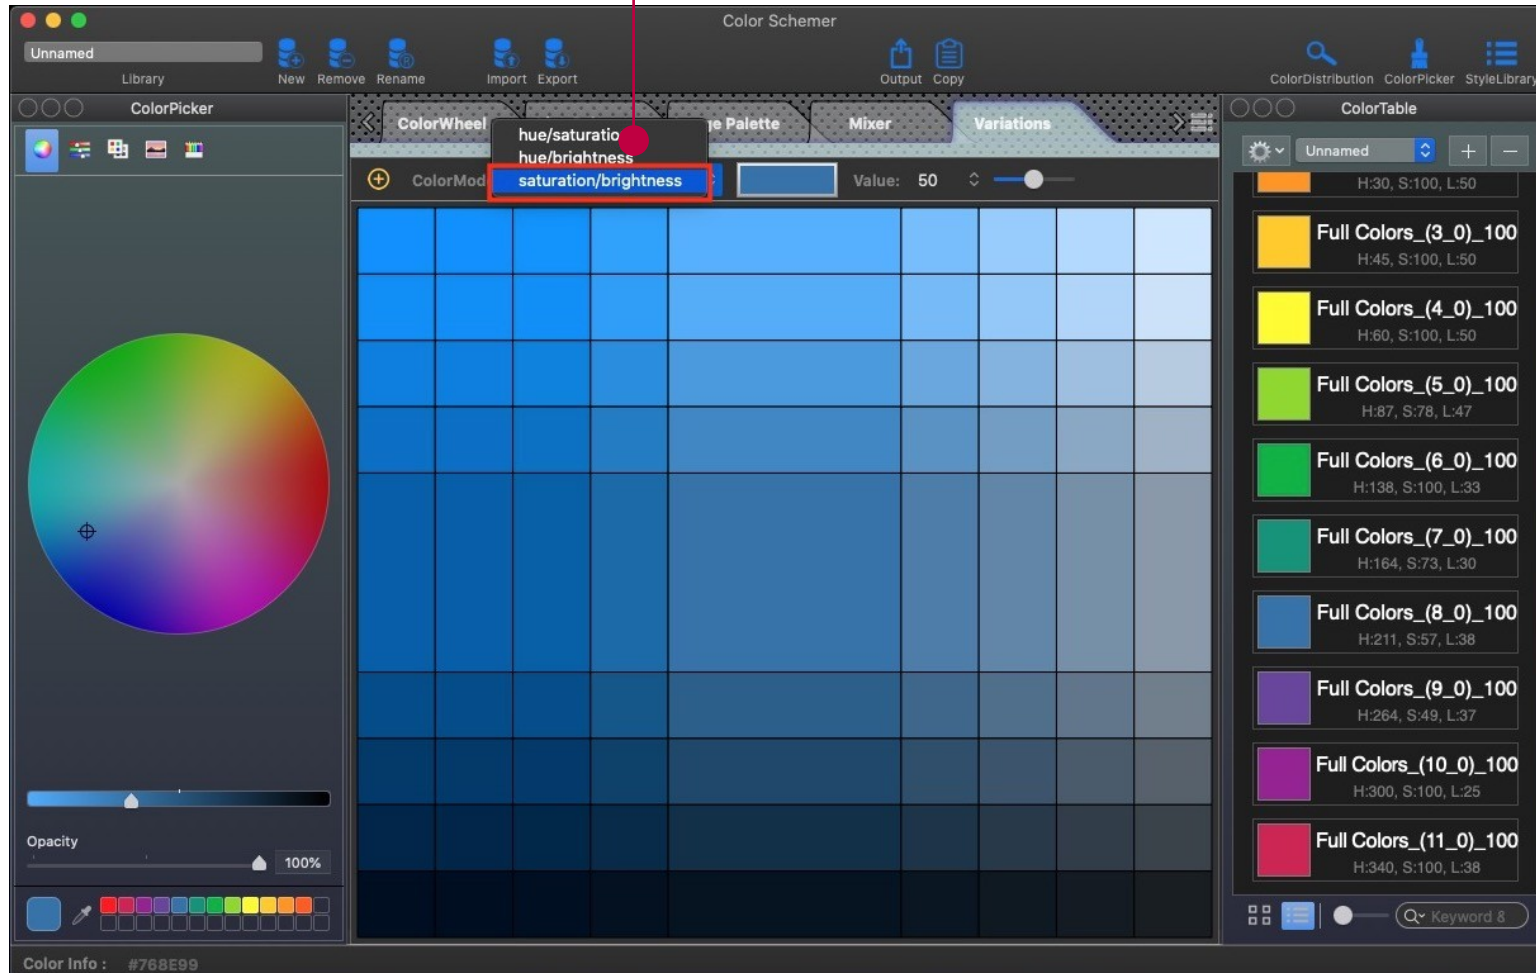 Color Schemer
Unnamed
Library
New Remove Rename
Import Export
Output Copy
ColorDistribution ColorPicker StyleLibrary
ColorPicker
ColorWheel
Palette
Mixer
Variations
ColorTable
hue/brightness
saturation/brightness
Value: 50
Unnamed
H:30, S:100, L:50
Full Colors_(3_0)_100
H:45, S:100, L:50
Full Colors_(4_0)_100
H:60, S:100, L:50
Full Colors_(5_0)_100
H:87, S:78, L:47
Full Colors_(6_0)_100
H:138, S:100, L:33
Full Colors_(7_0)_100
H:164, S:73, L:30
Full Colors_(8_0)_100
H:211, S:57, L:38
Full Colors_(9_0)_100
H:264, S:49, L:37
Full Colors_(10_0)_100
H:300, S:100, L:25
Full Colors_(11_0)_100
H:340, S:100, L:38
Opacity
100%
Keyword &
Color Info : #768E99